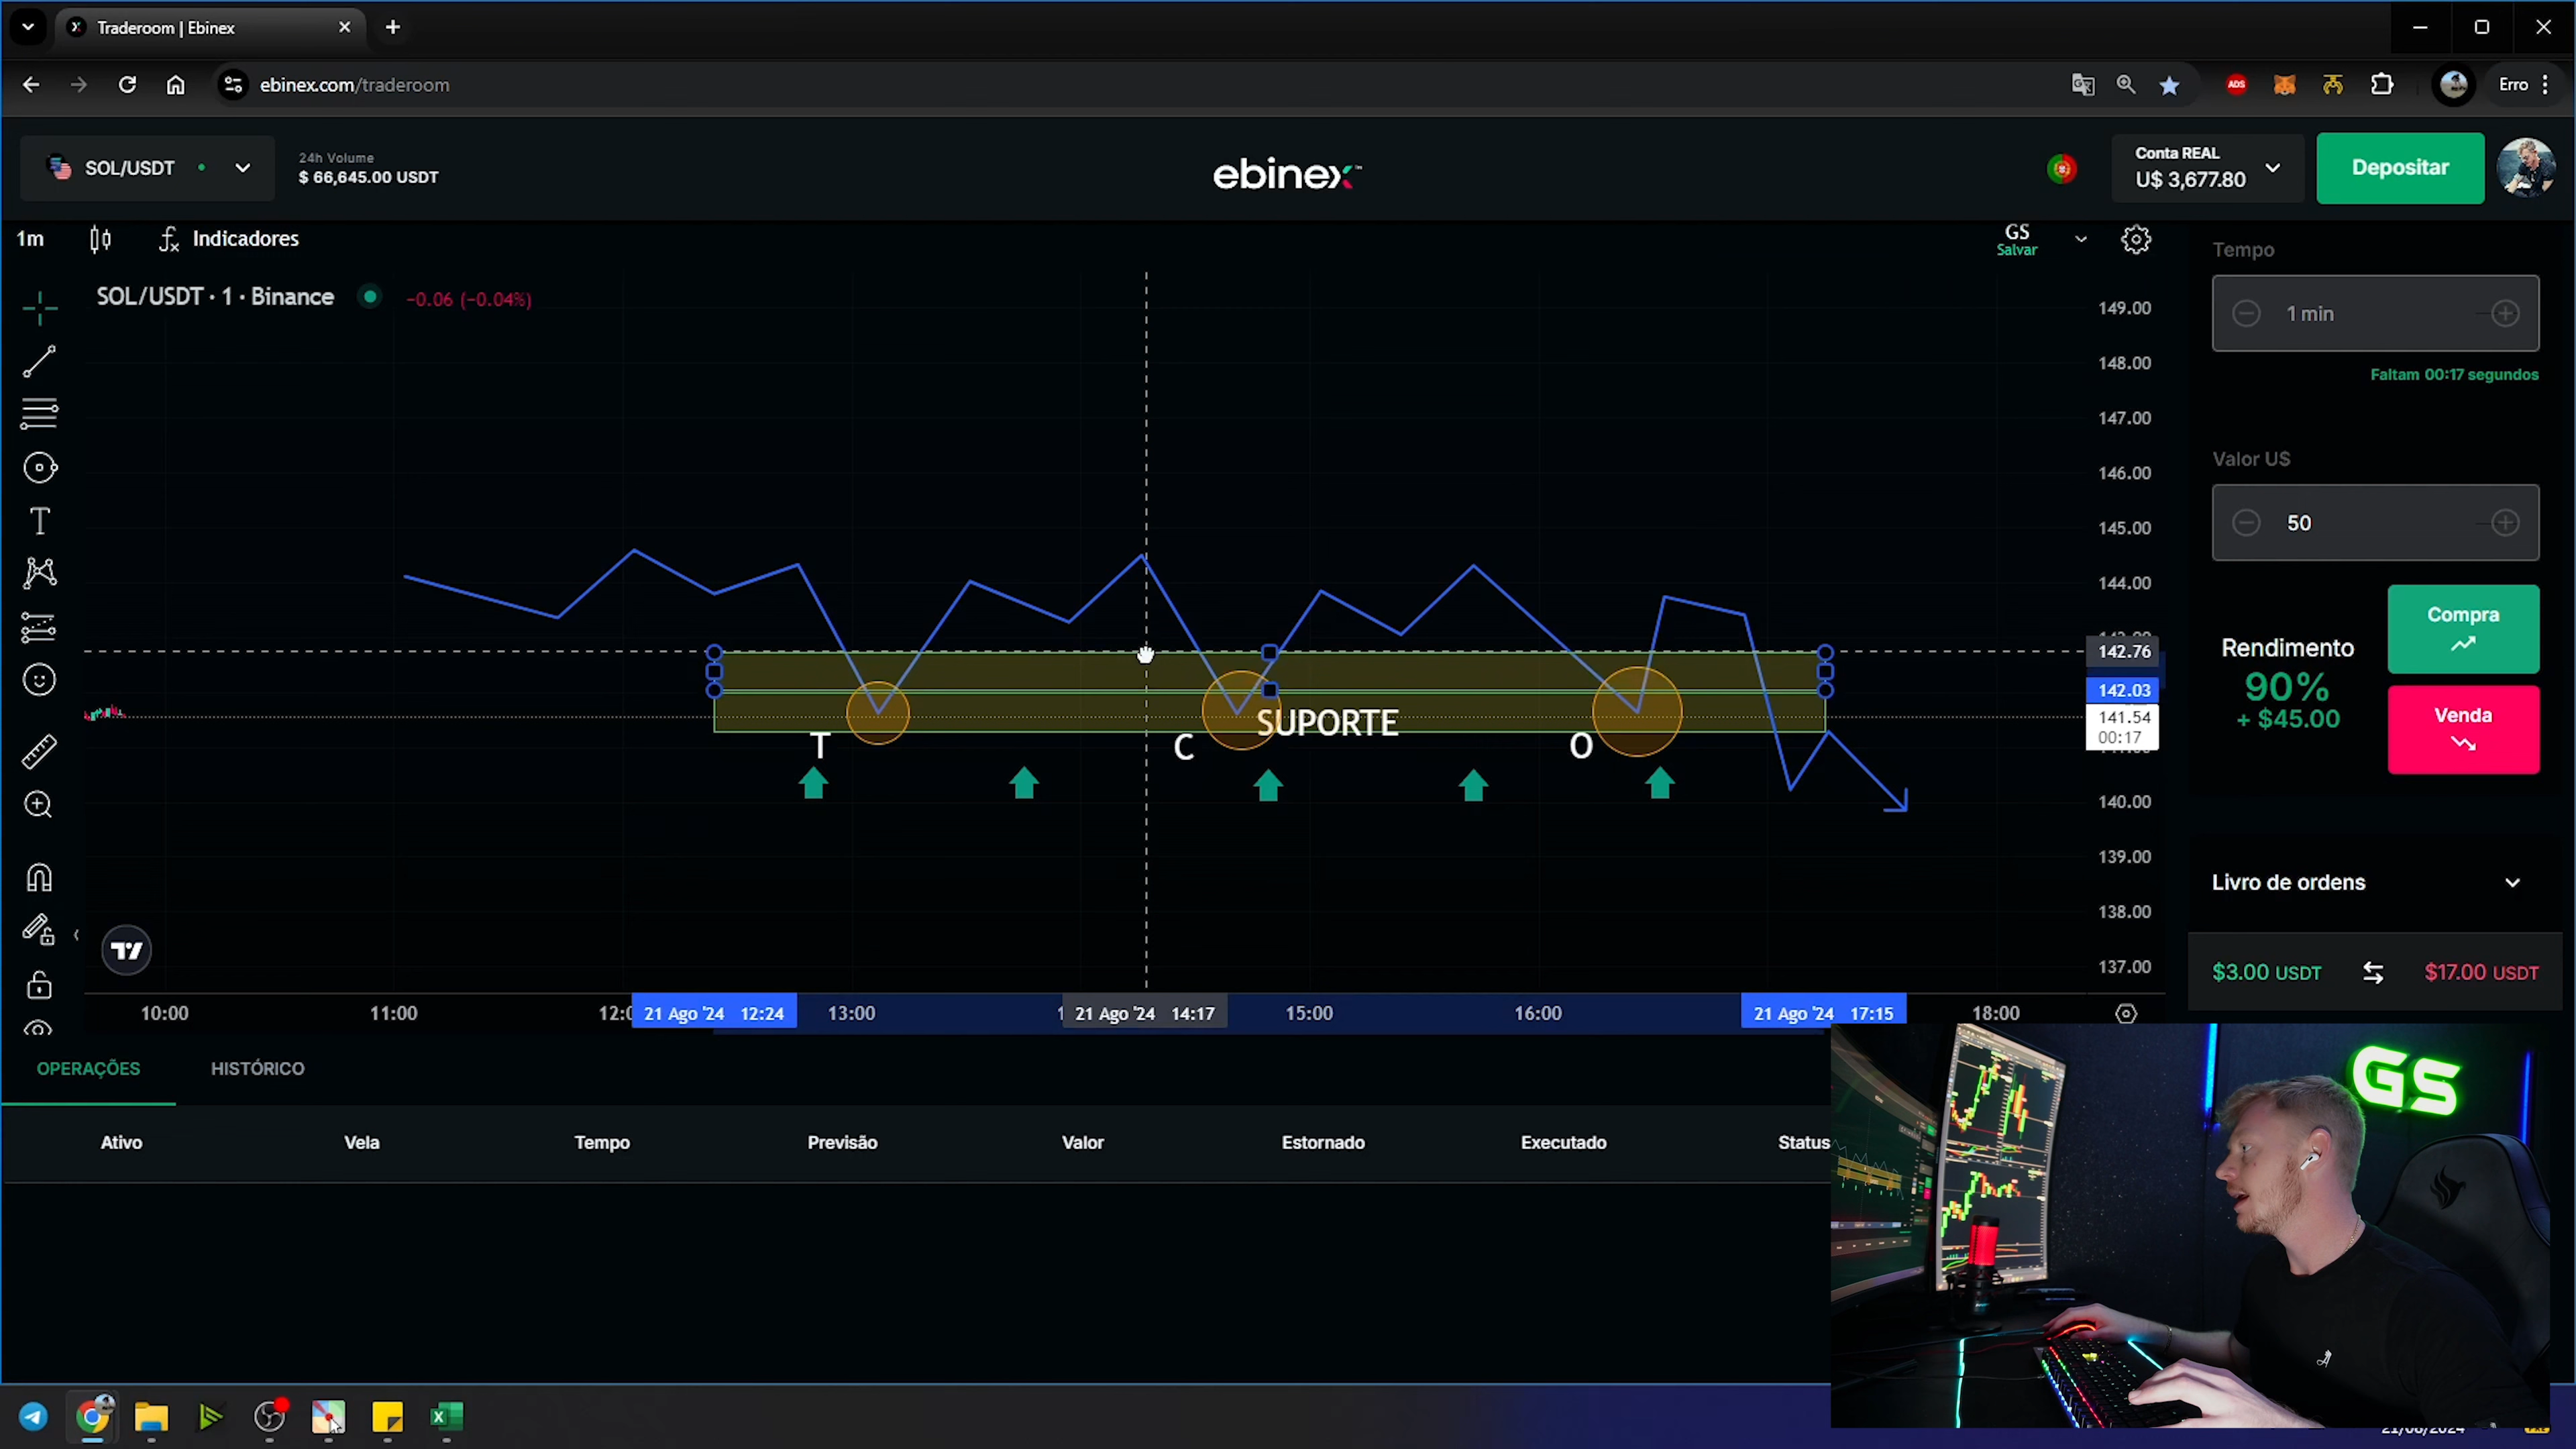 Traderoom | Ebinex
ebinex.com/traderoom
ADS
Erro
SOL/USDT
24h Volume
$ 66,645.00 USDT
ebinex™
Conta REAL
U$ 3,677.80
Depositar
1m
Indicadores
GS
Salvar
SOL/USDT · 1 · Binance
−0.06 (−0.04%)
149.00
148.00
147.00
146.00
145.00
144.00
142.76
142.03
141.54
00:17
140.00
139.00
138.00
137.00
SUPORTE
T
C
O
10:00
11:00
21 Ago '24 12:24
13:00
21 Ago '24 14:17
15:00
16:00
21 Ago '24 17:15
18:00
Tempo
1 min
Faltam 00:17 segundos
Valor U$
50
Rendimento
90%
+ $45.00
Compra
Venda
Livro de ordens
$3.00 USDT
$17.00 USDT
OPERAÇÕES
HISTÓRICO
Ativo
Vela
Tempo
Previsão
Valor
Estornado
Executado
Status
GS